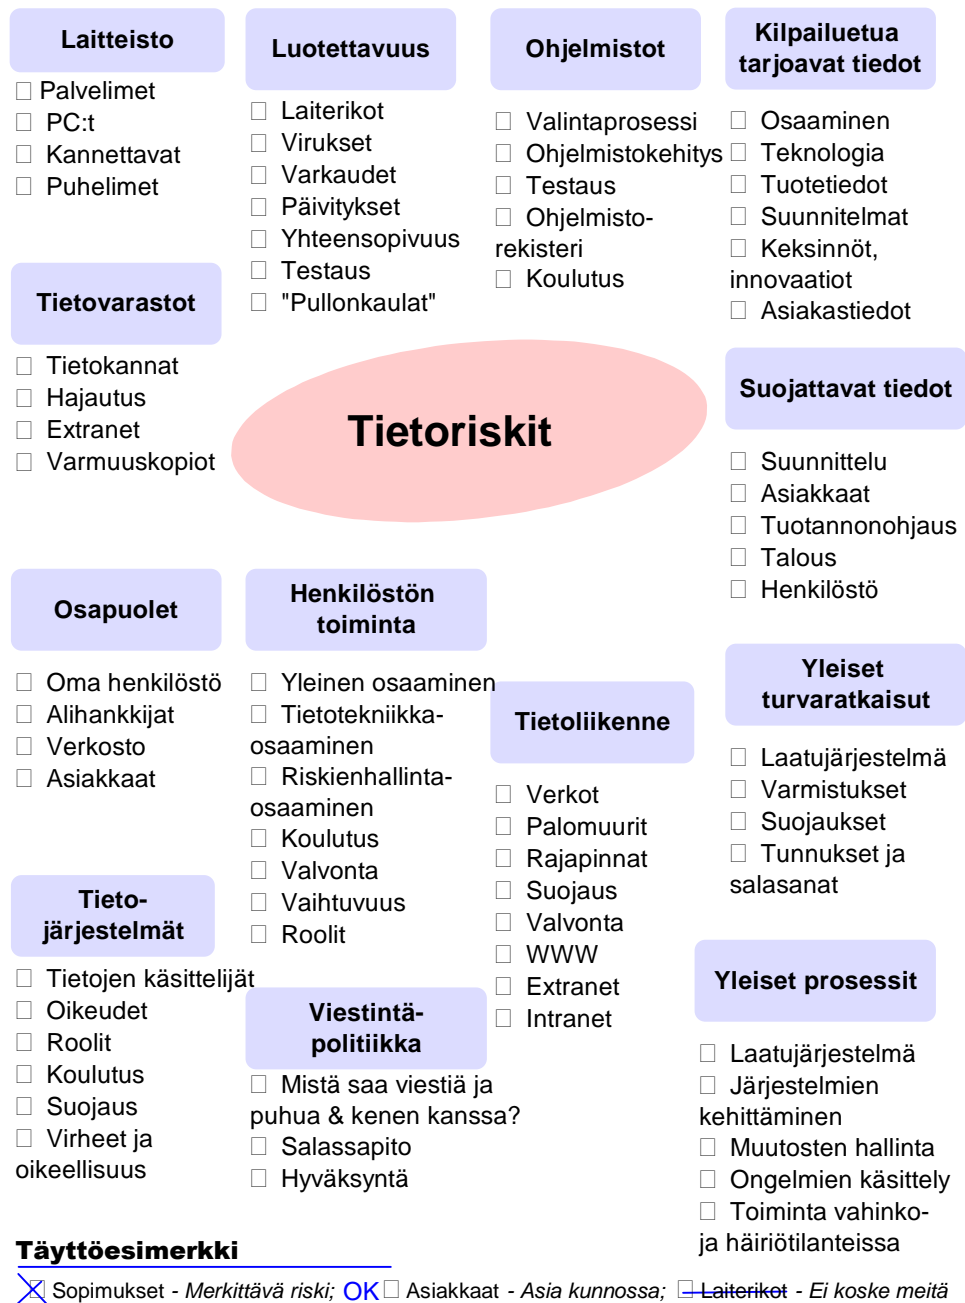 Laitteisto
☐ Palvelimet
☐ PC:t
☐ Kannettavat
☐ Puhelimet
Luotettavuus
☐ Laiterikot
☐ Virukset
☐ Varkaudet
☐ Päivitykset
☐ Yhteensopivuus
☐ Testaus
☐ "Pullonkaulat"
Ohjelmistot
☐ Valintaprosessi
☐ Ohjelmistokehitys
☐ Testaus
☐ Ohjelmisto-
rekisteri
☐ Koulutus
Kilpailuetua
tarjoavat tiedot
☐ Osaaminen
☐ Teknologia
☐ Tuotetiedot
☐ Suunnitelmat
☐ Keksinnöt,
innovaatiot
☐ Asiakastiedot
Tietovarastot
☐ Tietokannat
☐ Hajautus
☐ Extranet
☐ Varmuuskopiot
Tietoriskit
Suojattavat tiedot
☐ Suunnittelu
☐ Asiakkaat
☐ Tuotannonohjaus
☐ Talous
☐ Henkilöstö
Osapuolet
☐ Oma henkilöstö
☐ Alihankkijat
☐ Verkosto
☐ Asiakkaat
Henkilöstön
toiminta
☐ Yleinen osaaminen
☐ Tietotekniikka-
osaaminen
☐ Riskienhallinta-
osaaminen
☐ Koulutus
☐ Valvonta
☐ Vaihtuvuus
☐ Roolit
Tietoliikenne
☐ Verkot
☐ Palomuurit
☐ Rajapinnat
☐ Suojaus
☐ Valvonta
☐ WWW
☐ Extranet
☐ Intranet
Yleiset
turvaratkaisut
☐ Laatujärjestelmä
☐ Varmistukset
☐ Suojaukset
☐ Tunnukset ja
salasanat
Tieto-
järjestelmät
☐ Tietojen käsittelijät
☐ Oikeudet
☐ Roolit
☐ Koulutus
☐ Suojaus
☐ Virheet ja
oikeellisuus
Viestintä-
politiikka
☐ Mistä saa viestiä ja
puhua & kenen kanssa?
☐ Salassapito
☐ Hyväksyntä
Yleiset prosessit
☐ Laatujärjestelmä
☐ Järjestelmien
kehittäminen
☐ Muutosten hallinta
☐ Ongelmien käsittely
☐ Toiminta vahinko-
ja häiriötilanteissa
Täyttöesimerkki
☒ Sopimukset - Merkittävä riski; OK ☐ Asiakkaat - Asia kunnossa; ☐ Laiterikot - Ei koske meitä